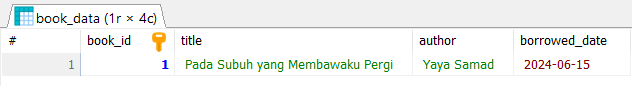 book_data (1r × 4c)
# book_id title author borrowed_date
1 1 Pada Subuh yang Membawaku Pergi Yaya Samad 2024-06-15